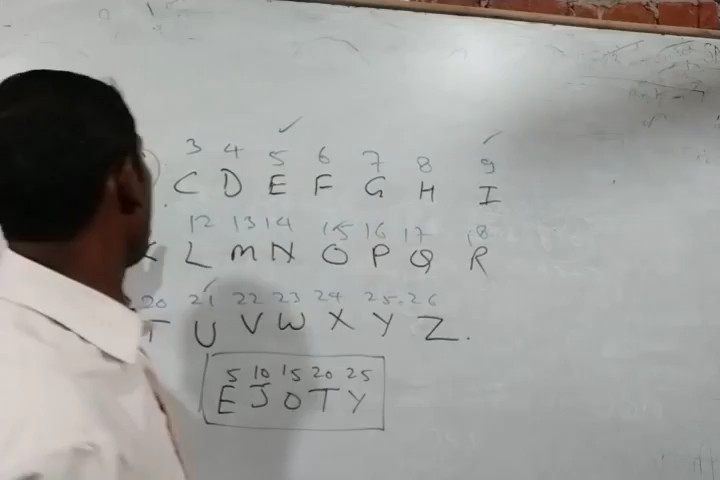 3 4 5 6 7 8 9
C D E F G H I
12 13 14 15 16 17 18
K L M N O P Q R
20 21 22 23 24 25 26
T U V W X Y Z.
5 10 15 20 25
E J O T Y